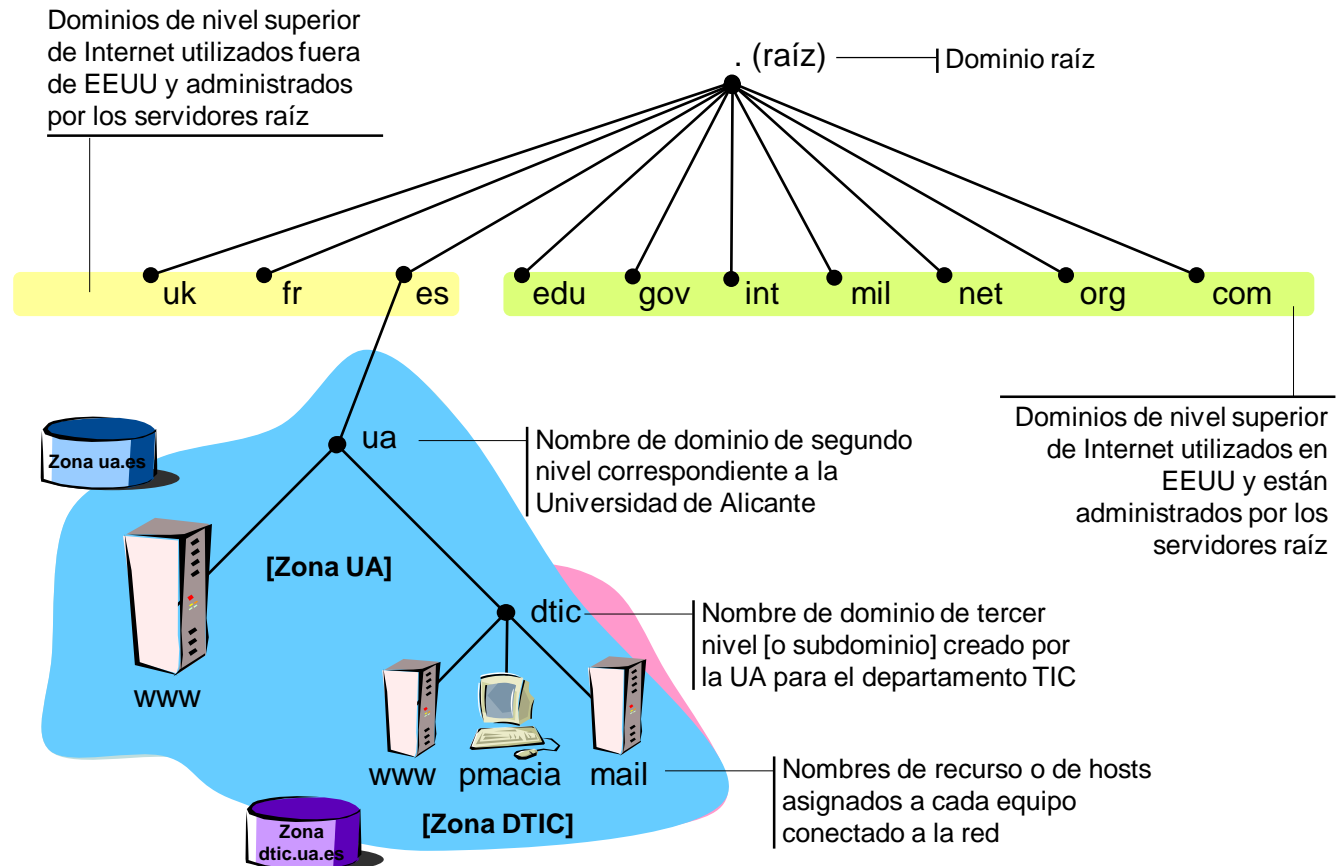 Dominios de nivel superior
de Internet utilizados fuera
de EEUU y administrados
por los servidores raíz
. (raíz)
Dominio raíz
uk
fr
es
edu
gov
int
mil
net
org
com
Zona ua.es
ua
Nombre de dominio de segundo
nivel correspondiente a la
Universidad de Alicante
Dominios de nivel superior
de Internet utilizados en
EEUU y están
administrados por los
servidores raíz
[Zona UA]
www
dtic
Nombre de dominio de tercer
nivel [o subdominio] creado por
la UA para el departamento TIC
www
pmacia
mail
Nombres de recurso o de hosts
asignados a cada equipo
conectado a la red
[Zona DTIC]
Zona
dtic.ua.es